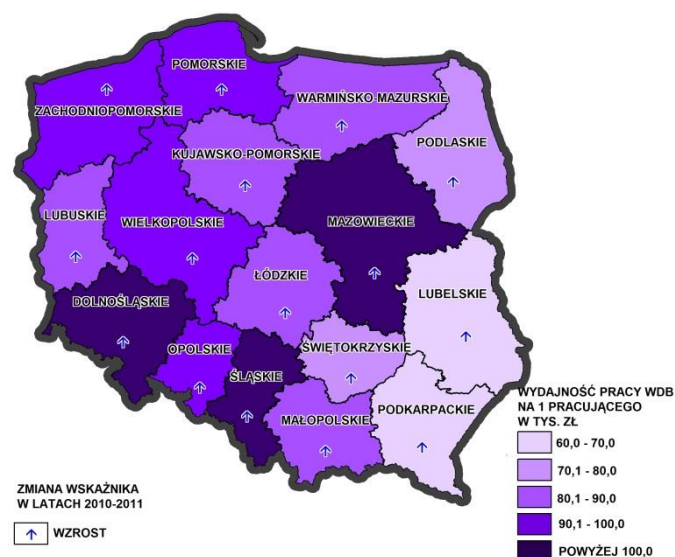 POMORSKIE
ZACHODNIOPOMORSKIE
WARMIŃSKO-MAZURSKIE
PODLASKIE
KUJAWSKO-POMORSKIE
LUBUSKIE
WIELKOPOLSKIE
MAZOWIECKIE
ŁÓDZKIE
LUBELSKIE
DOLNOŚLĄSKIE
OPOLSKIE
ŚLĄSKIE
ŚWIĘTOKRZYSKIE
MAŁOPOLSKIE
PODKARPACKIE
WYDAJNOŚĆ PRACY WDB
NA 1 PRACUJĄCEGO
W TYS. ZŁ
60,0 - 70,0
70,1 - 80,0
80,1 - 90,0
90,1 - 100,0
POWYŻEJ 100,0
ZMIANA WSKAŹNIKA
W LATACH 2010-2011
WZROST